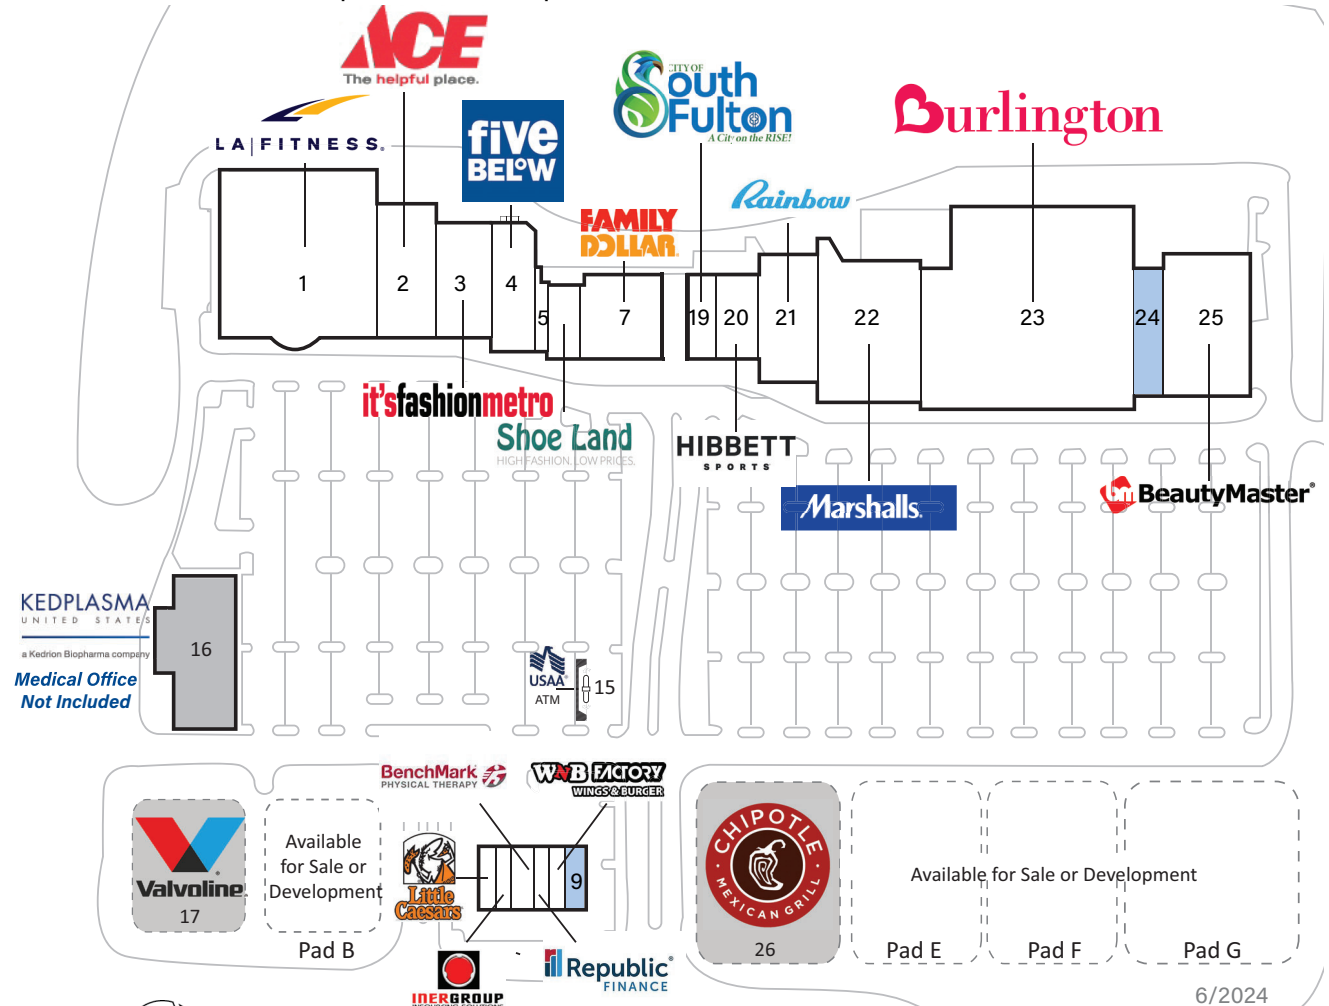 ACE
The helpful place.
LA|FITNESS.
five
BELOW
CITY OF
South
Fulton
A City on the RISE!
Burlington
FAMILY
DOLLAR
Rainbow
1
2
3
4
5
7
19
20
21
22
23
24
25
it'sfashionmetro
Shoe Land
HIGH FASHION. LOW PRICES.
HIBBETT
SPORTS
Marshalls.
bm BeautyMaster®
KEDPLASMA
UNITED STATES
a Kedrion Biopharma company
Medical Office
Not Included
16
USAA®
ATM
15
BenchMark
PHYSICAL THERAPY
WNB FACTORY
WINGS & BURGER
Valvoline
17
Available
for Sale or
Development
Pad B
Little
Caesars
9
INERGROUP
Republic®
FINANCE
CHIPOTLE
MEXICAN GRILL
26
Available for Sale or Development
Pad E
Pad F
Pad G
6/2024